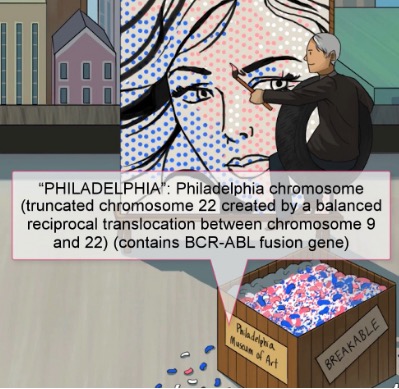 “PHILADELPHIA”: Philadelphia chromosome
(truncated chromosome 22 created by a balanced
reciprocal translocation between chromosome 9
and 22) (contains BCR-ABL fusion gene)
Philadelphia
Museum of Art
BREAKABLE